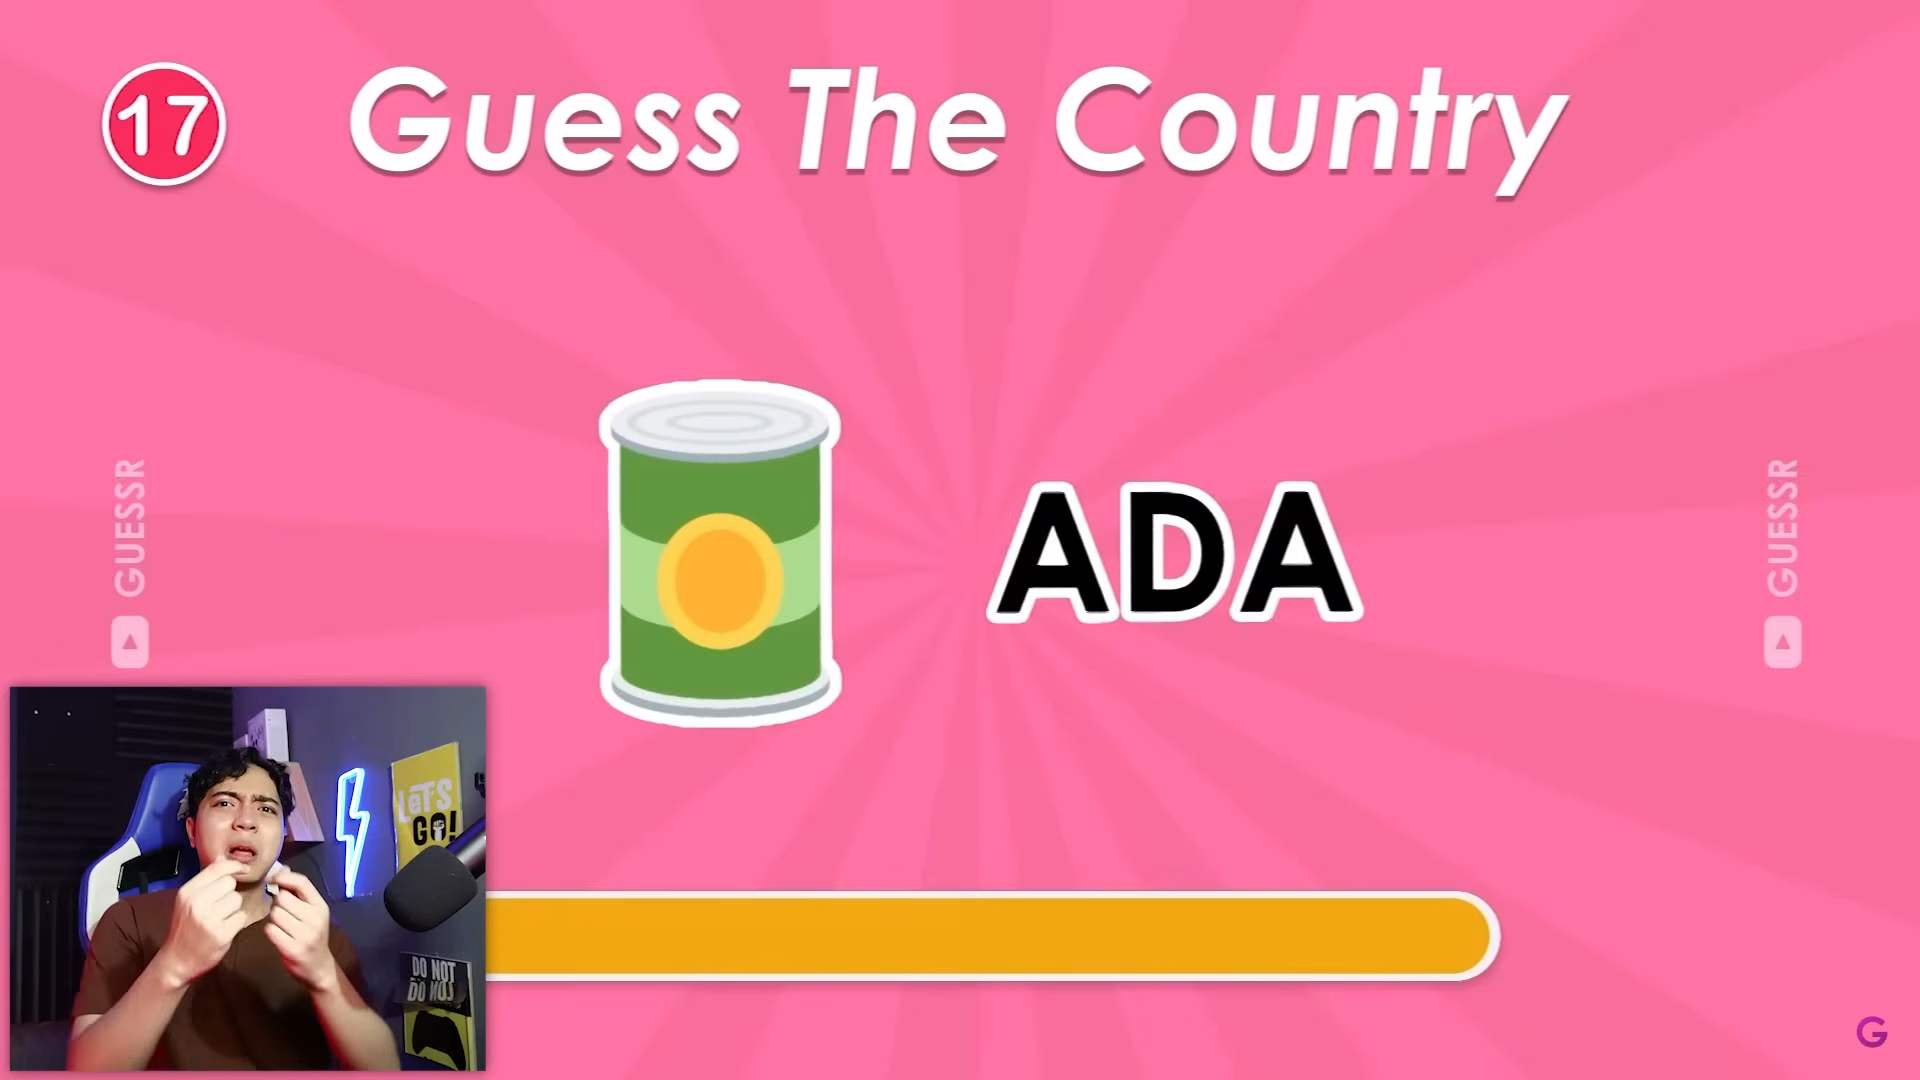 17
Guess The Country
ADA
GUESSR
GUESSR
LET'S
GO!
DO NOT
G